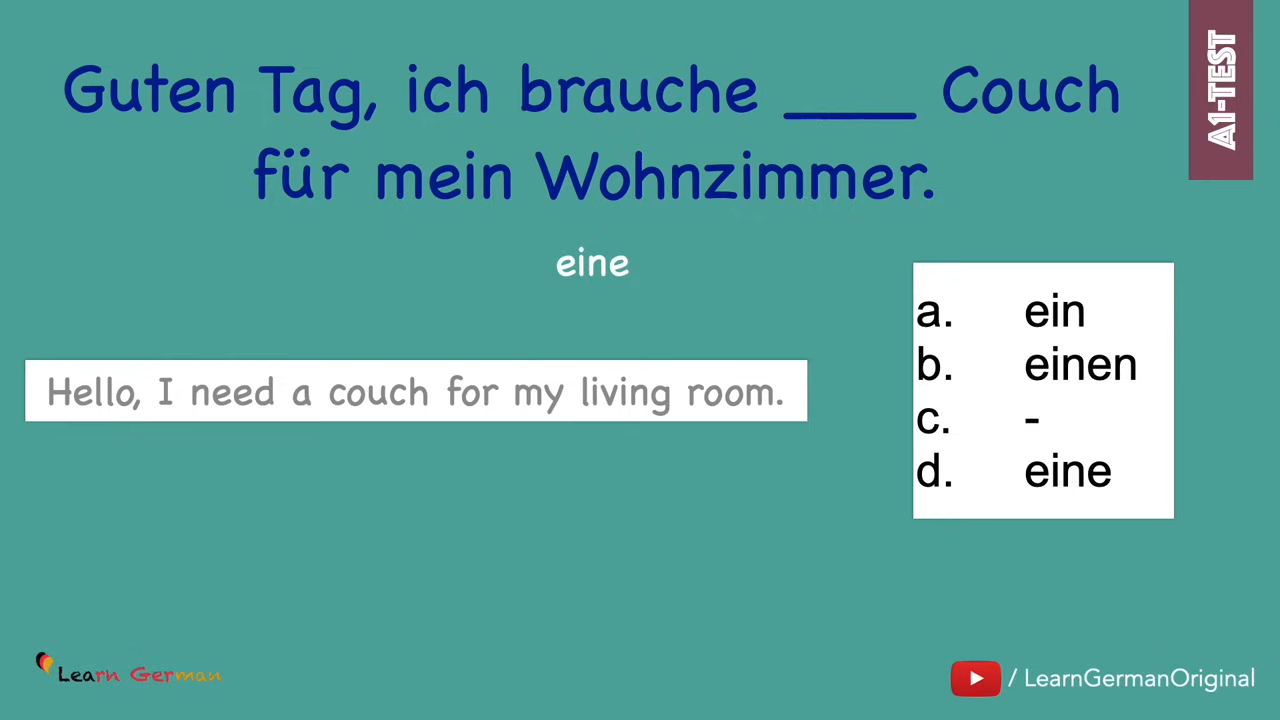 Guten Tag, ich brauche ____ Couch
für mein Wohnzimmer.
eine
a. ein
b. einen
c. -
d. eine
Hello, I need a couch for my living room.
A1-TEST
Learn German
/ LearnGermanOriginal